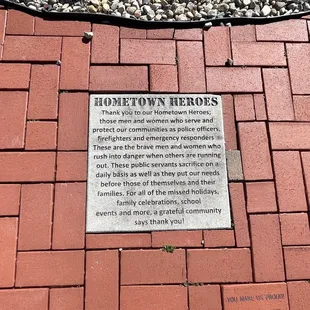 HOMETOWN HEROES
Thank you to our Hometown Heroes;
those men and women who serve and
protect our communities as police officers,
firefighters and emergency responders.
These are the brave men and women who
rush into danger when others are running
out. These public servants sacrifice on a
daily basis as well as they put our needs
before those of themselves and their
families. For all of the missed holidays,
family celebrations, school
events and more, a grateful community
says thank you!
YOU MAKE US PROUD!